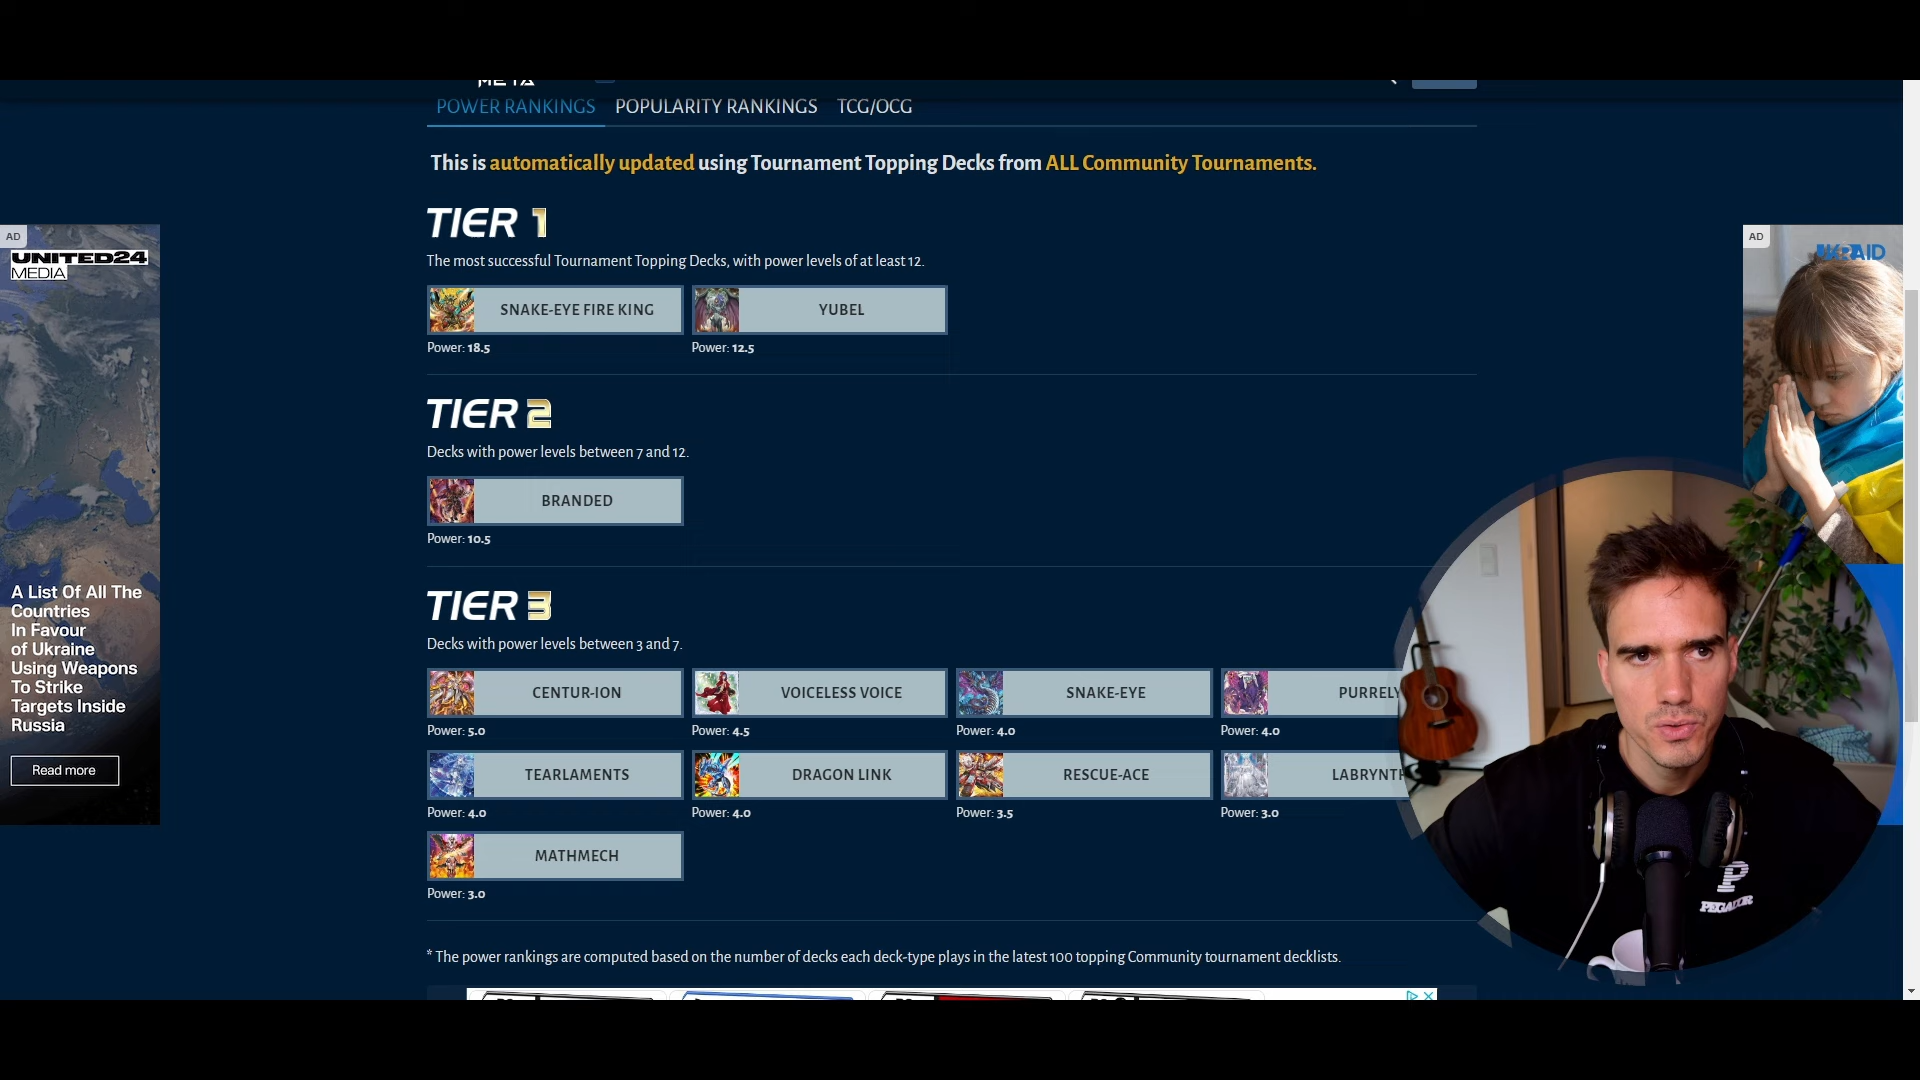 META
POWER RANKINGS POPULARITY RANKINGS TCG/OCG
This is automatically updated using Tournament Topping Decks from ALL Community Tournaments.
TIER 1
The most successful Tournament Topping Decks, with power levels of at least 12.
SNAKE-EYE FIRE KING YUBEL
Power: 18.5 Power: 12.5
TIER 2
Decks with power levels between 7 and 12.
BRANDED
Power: 10.5
TIER 3
Decks with power levels between 3 and 7.
CENTUR-ION VOICELESS VOICE SNAKE-EYE PURRELY
Power: 5.0 Power: 4.5 Power: 4.0 Power: 4.0
TEARLAMENTS DRAGON LINK RESCUE-ACE LABRYNTH
Power: 4.0 Power: 4.0 Power: 3.5 Power: 3.0
MATHMECH
Power: 3.0
* The power rankings are computed based on the number of decks each deck-type plays in the latest 100 topping Community tournament decklists.
AD
UNITED24
MEDIA
A List Of All The
Countries
In Favour
of Ukraine
Using Weapons
To Strike
Targets Inside
Russia
Read more
AD
P
PEGADOR